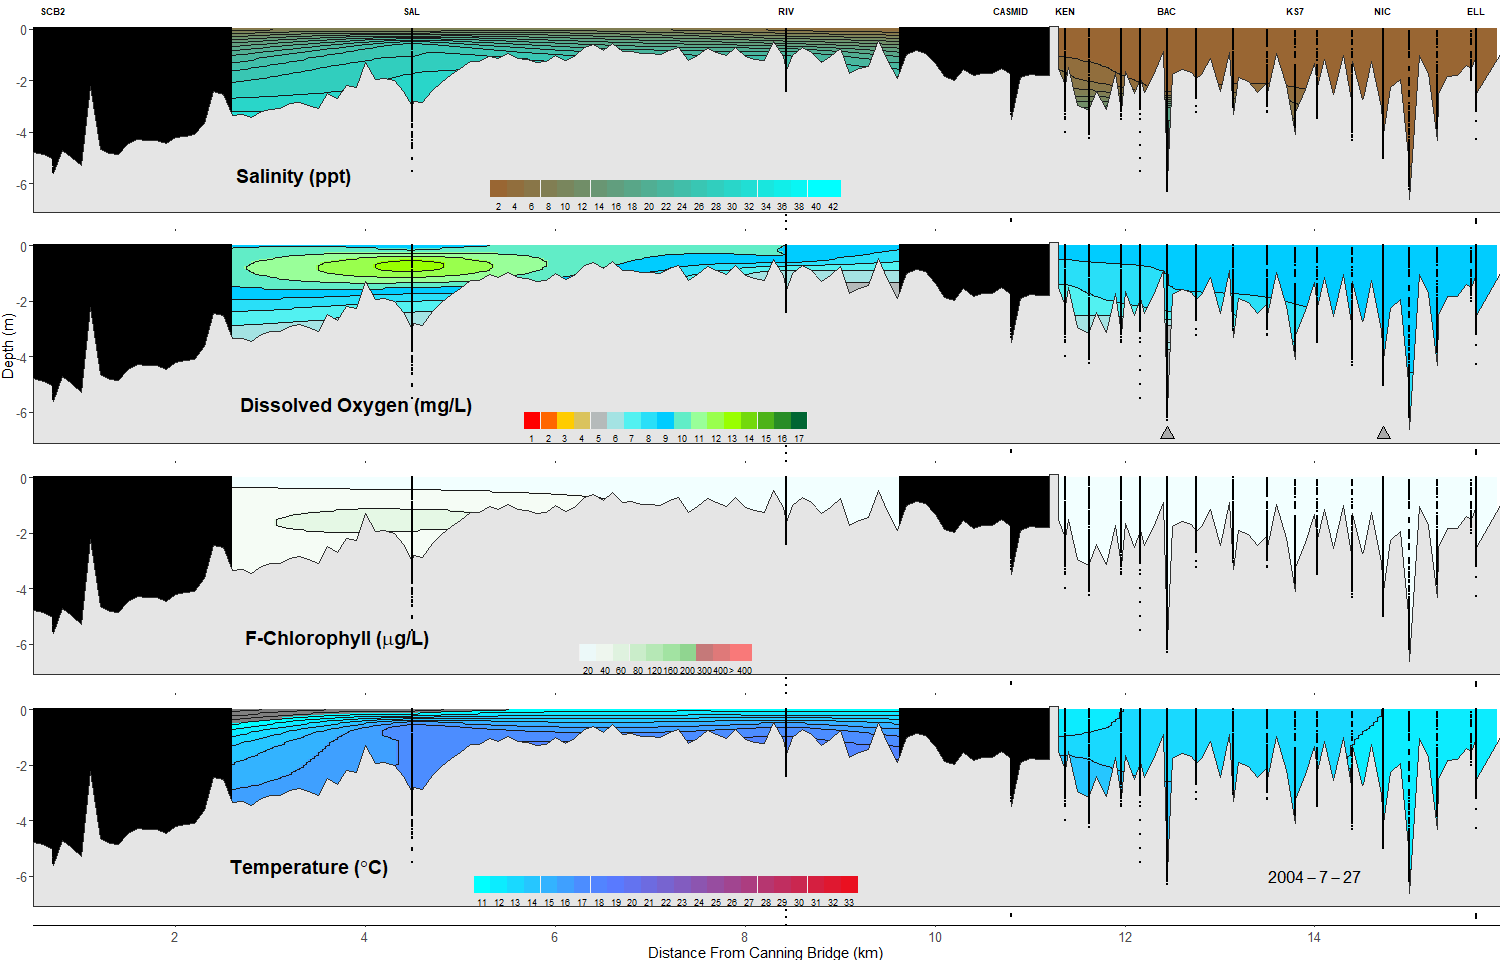 SCB2 SAL RIV CASMID KEN BAC KS7 NIC ELL
0
-2
-4
-6
Salinity (ppt)
2 4 6 8 10 12 14 16 18 20 22 24 26 28 30 32 34 36 38 40 42
0
-2
-4
-6
Depth (m)
Dissolved Oxygen (mg/L)
1 2 3 4 5 6 7 8 9 10 11 12 13 14 15 16 17
0
-2
-4
-6
F-Chlorophyll (µg/L)
20 40 60 80 120 160 200 300 400 > 400
0
-2
-4
-6
Temperature (°C)
11 12 13 14 15 16 17 18 19 20 21 22 23 24 25 26 27 28 29 30 31 32 33
2004 – 7 – 27
2 4 6 8 10 12 14
Distance From Canning Bridge (km)